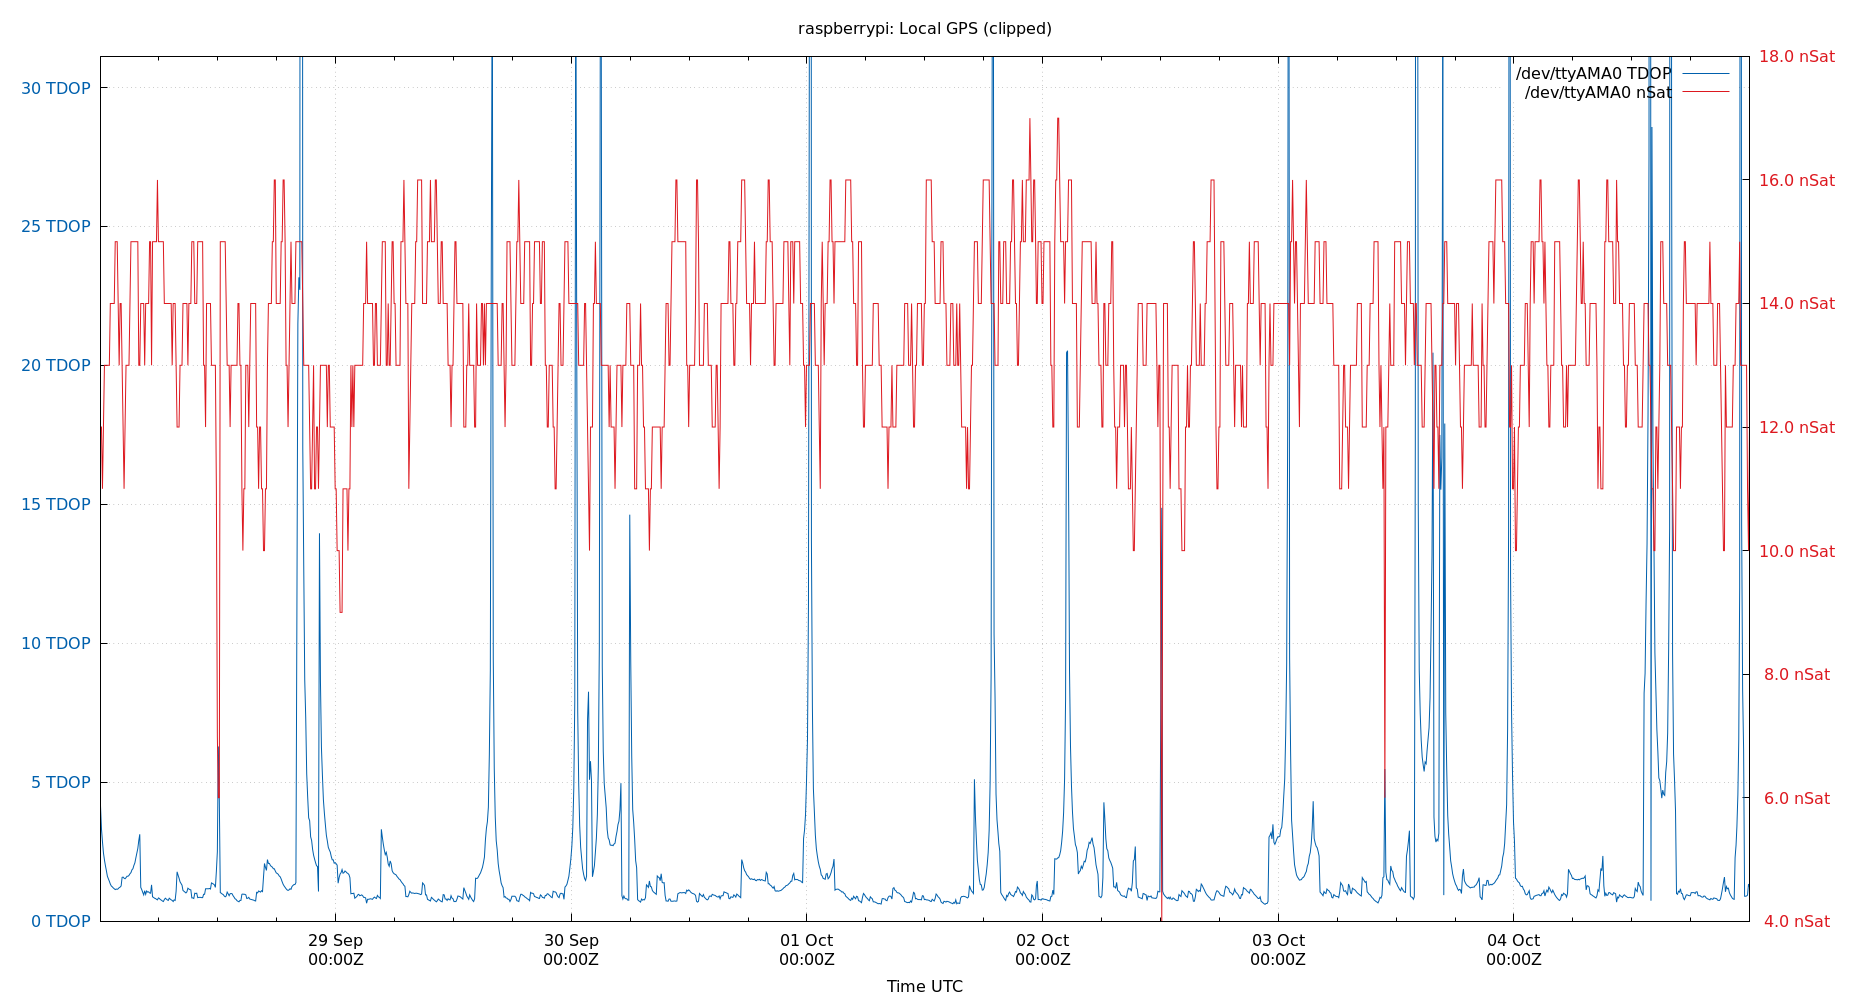 raspberrypi: Local GPS (clipped)
/dev/ttyAMA0 TDOP
/dev/ttyAMA0 nSat
30 TDOP
25 TDOP
20 TDOP
15 TDOP
10 TDOP
5 TDOP
0 TDOP
18.0 nSat
16.0 nSat
14.0 nSat
12.0 nSat
10.0 nSat
8.0 nSat
6.0 nSat
4.0 nSat
29 Sep
00:00Z
30 Sep
00:00Z
01 Oct
00:00Z
02 Oct
00:00Z
03 Oct
00:00Z
04 Oct
00:00Z
Time UTC